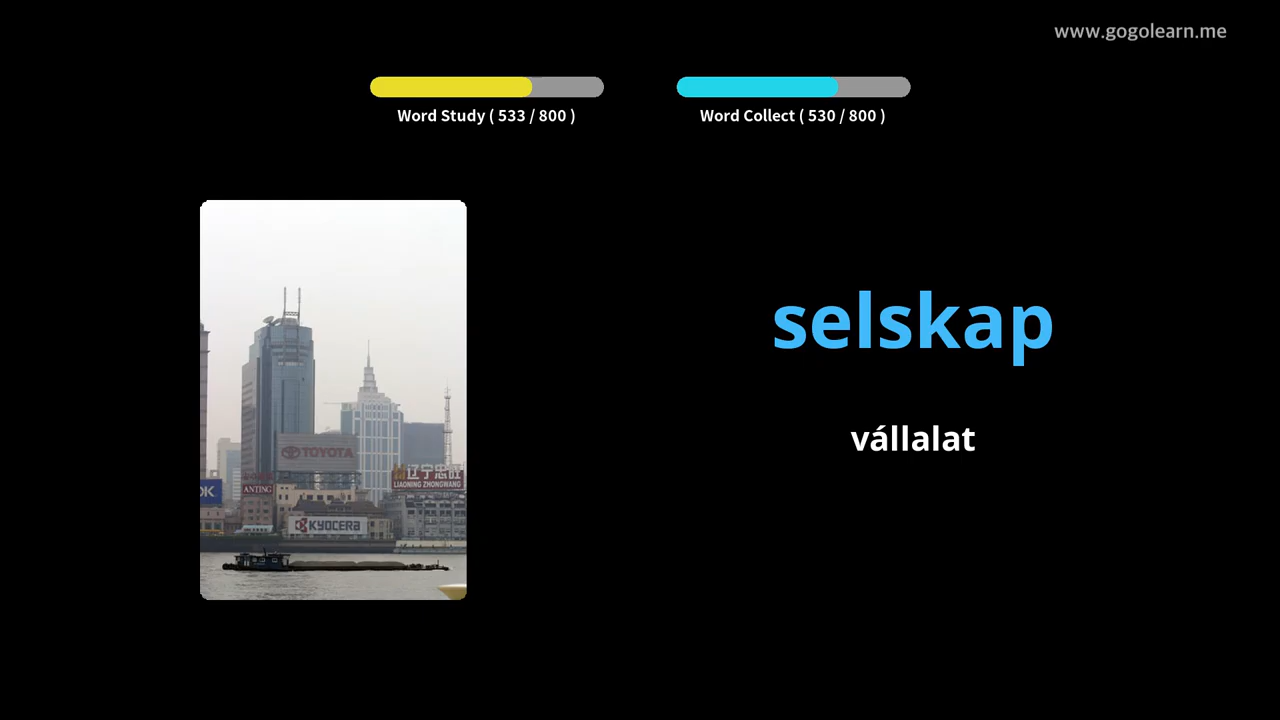 www.gogolearn.me
Word Study ( 533 / 800 )
Word Collect ( 530 / 800 )
selskap
vállalat
TOYOTA
辽宁忠旺
LIAONING ZHONGWANG
OK
ANTING
KYOCERA